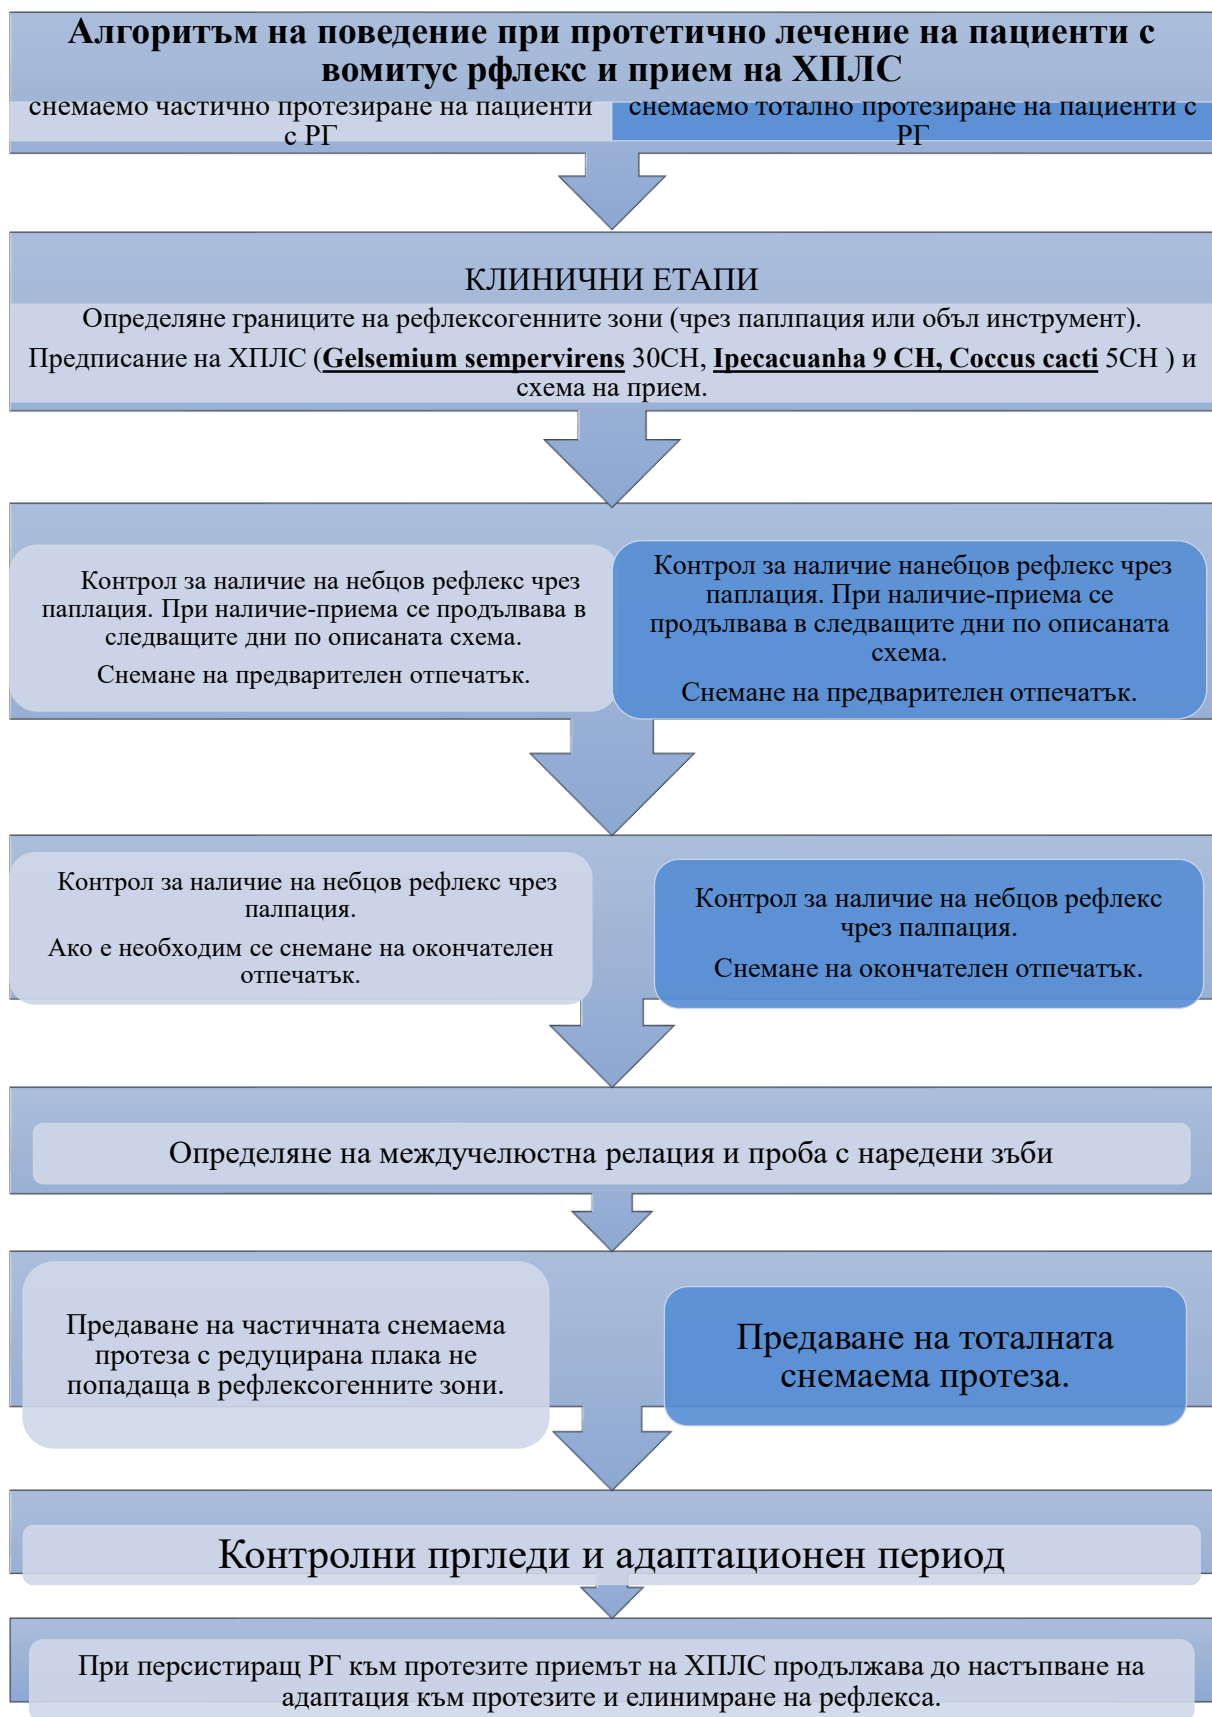 Алгоритъм на поведение при протетично лечение на пациенти с
вомитус рфлекс и прием на ХПЛС
снемаемо частично протезиране на пациенти
с РГ
снемаемо тотално протезиране на пациенти с
РГ
КЛИНИЧНИ ЕТАПИ
Определяне границите на рефлексогенните зони (чрез паплпация или объл инструмент).
Предписание на ХПЛС (Gelsemium sempervirens 30CH, Ipecacuanha 9 CH, Coccus cacti 5CH ) и
схема на прием.
Контрол за наличие на небцов рефлекс чрез
паплация. При наличие-приема се
продълвава в следващите дни по описаната
схема.
Снемане на предварителен отпечатък.
Контрол за наличие нанебцов рефлекс чрез
паплация. При наличие-приема се
продълвава в следващите дни по описаната
схема.
Снемане на предварителен отпечатък.
Контрол за наличие на небцов рефлекс чрез
палпация.
Ако е необходим се снемане на окончателен
отпечатък.
Контрол за наличие на небцов рефлекс
чрез палпация.
Снемане на окончателен отпечатък.
Определяне на междучелюстна релация и проба с наредени зъби
Предаване на частичната снемаема
протеза с редуцирана плака не
попадаща в рефлексогенните зони.
Предаване на тоталната
снемаема протеза.
Контролни пргледи и адаптационен период
При персистиращ РГ към протезите приемът на ХПЛС продължава до настъпване на
адаптация към протезите и елинимране на рефлекса.